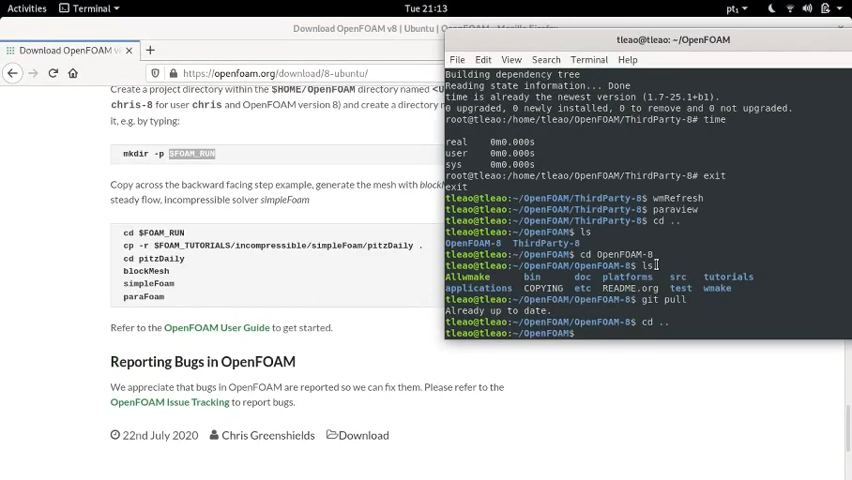 Activities
Terminal
Tue 21:13
pt₁
Download OpenFOAM v8 | Ubuntu | OpenFOAM - Mozilla Firefox
Download OpenFOAM v8 | U
https://openfoam.org/download/8-ubuntu/
Create a project directory within the $HOME/OpenFOAM directory named <U
chris-8 for user chris and OpenFOAM version 8) and create a directory n
it, e.g. by typing:
mkdir -p $FOAM_RUN
Copy across the backward facing step example, generate the mesh with block
steady flow, incompressible solver simpleFoam
cd $FOAM_RUN
cp -r $FOAM_TUTORIALS/incompressible/simpleFoam/pitzDaily .
cd pitzDaily
blockMesh
simpleFoam
paraFoam
Refer to the OpenFOAM User Guide to get started.
Reporting Bugs in OpenFOAM
We appreciate that bugs in OpenFOAM are reported so we can fix them. Please refer to the
OpenFOAM Issue Tracking to report bugs.
22nd July 2020 Chris Greenshields Download
tleao@tleao: ~/OpenFOAM
File Edit View Search Terminal Help
Building dependency tree
Reading state information... Done
time is already the newest version (1.7-25.1+b1).
0 upgraded, 0 newly installed, 0 to remove and 0 not upgraded.
root@tleao:/home/tleao/OpenFOAM/ThirdParty-8# time
real 0m0.000s
user 0m0.000s
sys 0m0.000s
root@tleao:/home/tleao/OpenFOAM/ThirdParty-8# exit
exit
tleao@tleao:~/OpenFOAM/ThirdParty-8$ wmRefresh
tleao@tleao:~/OpenFOAM/ThirdParty-8$ paraview
tleao@tleao:~/OpenFOAM/ThirdParty-8$ cd ..
tleao@tleao:~/OpenFOAM$ ls
OpenFOAM-8 ThirdParty-8
tleao@tleao:~/OpenFOAM$ cd OpenFOAM-8
tleao@tleao:~/OpenFOAM/OpenFOAM-8$ ls
Allwmake bin doc platforms src tutorials
applications COPYING etc README.org test wmake
tleao@tleao:~/OpenFOAM/OpenFOAM-8$ git pull
Already up to date.
tleao@tleao:~/OpenFOAM/OpenFOAM-8$ cd ..
tleao@tleao:~/OpenFOAM$